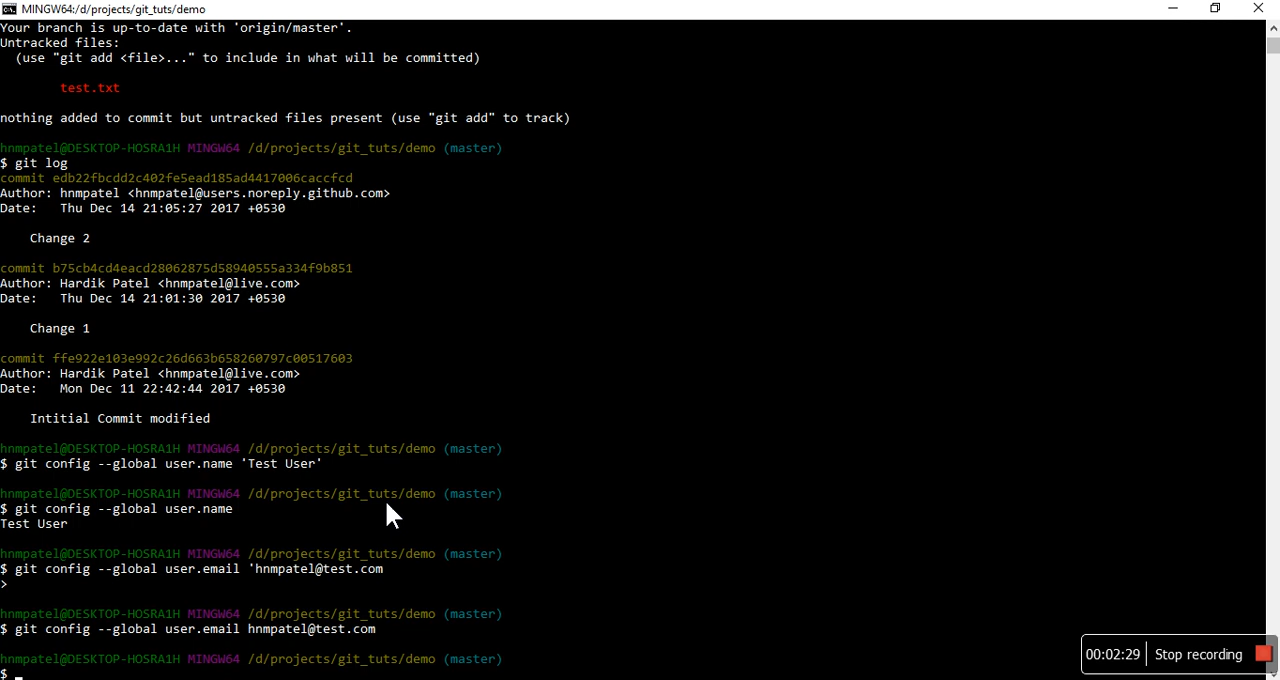 MINGW64:/d/projects/git_tuts/demo
Your branch is up-to-date with 'origin/master'.
Untracked files:
(use "git add <file>..." to include in what will be committed)
test.txt
nothing added to commit but untracked files present (use "git add" to track)
hnmpatel@DESKTOP-HOSRA1H MINGW64 /d/projects/git_tuts/demo (master)
$ git log
commit edb22fbcdd2c402fe5ead185ad4417006caccfcd
Author: hnmpatel <hnmpatel@users.noreply.github.com>
Date: Thu Dec 14 21:05:27 2017 +0530
Change 2
commit b75cb4cd4eacd28062875d58940555a334f9b851
Author: Hardik Patel <hnmpatel@live.com>
Date: Thu Dec 14 21:01:30 2017 +0530
Change 1
commit ffe922e103e992c26d663b658260797c00517603
Author: Hardik Patel <hnmpatel@live.com>
Date: Mon Dec 11 22:42:44 2017 +0530
Intitial Commit modified
hnmpatel@DESKTOP-HOSRA1H MINGW64 /d/projects/git_tuts/demo (master)
$ git config --global user.name 'Test User'
hnmpatel@DESKTOP-HOSRA1H MINGW64 /d/projects/git_tuts/demo (master)
$ git config --global user.name
Test User
hnmpatel@DESKTOP-HOSRA1H MINGW64 /d/projects/git_tuts/demo (master)
$ git config --global user.email 'hnmpatel@test.com
>
hnmpatel@DESKTOP-HOSRA1H MINGW64 /d/projects/git_tuts/demo (master)
$ git config --global user.email hnmpatel@test.com
hnmpatel@DESKTOP-HOSRA1H MINGW64 /d/projects/git_tuts/demo (master)
$
00:02:29 Stop recording